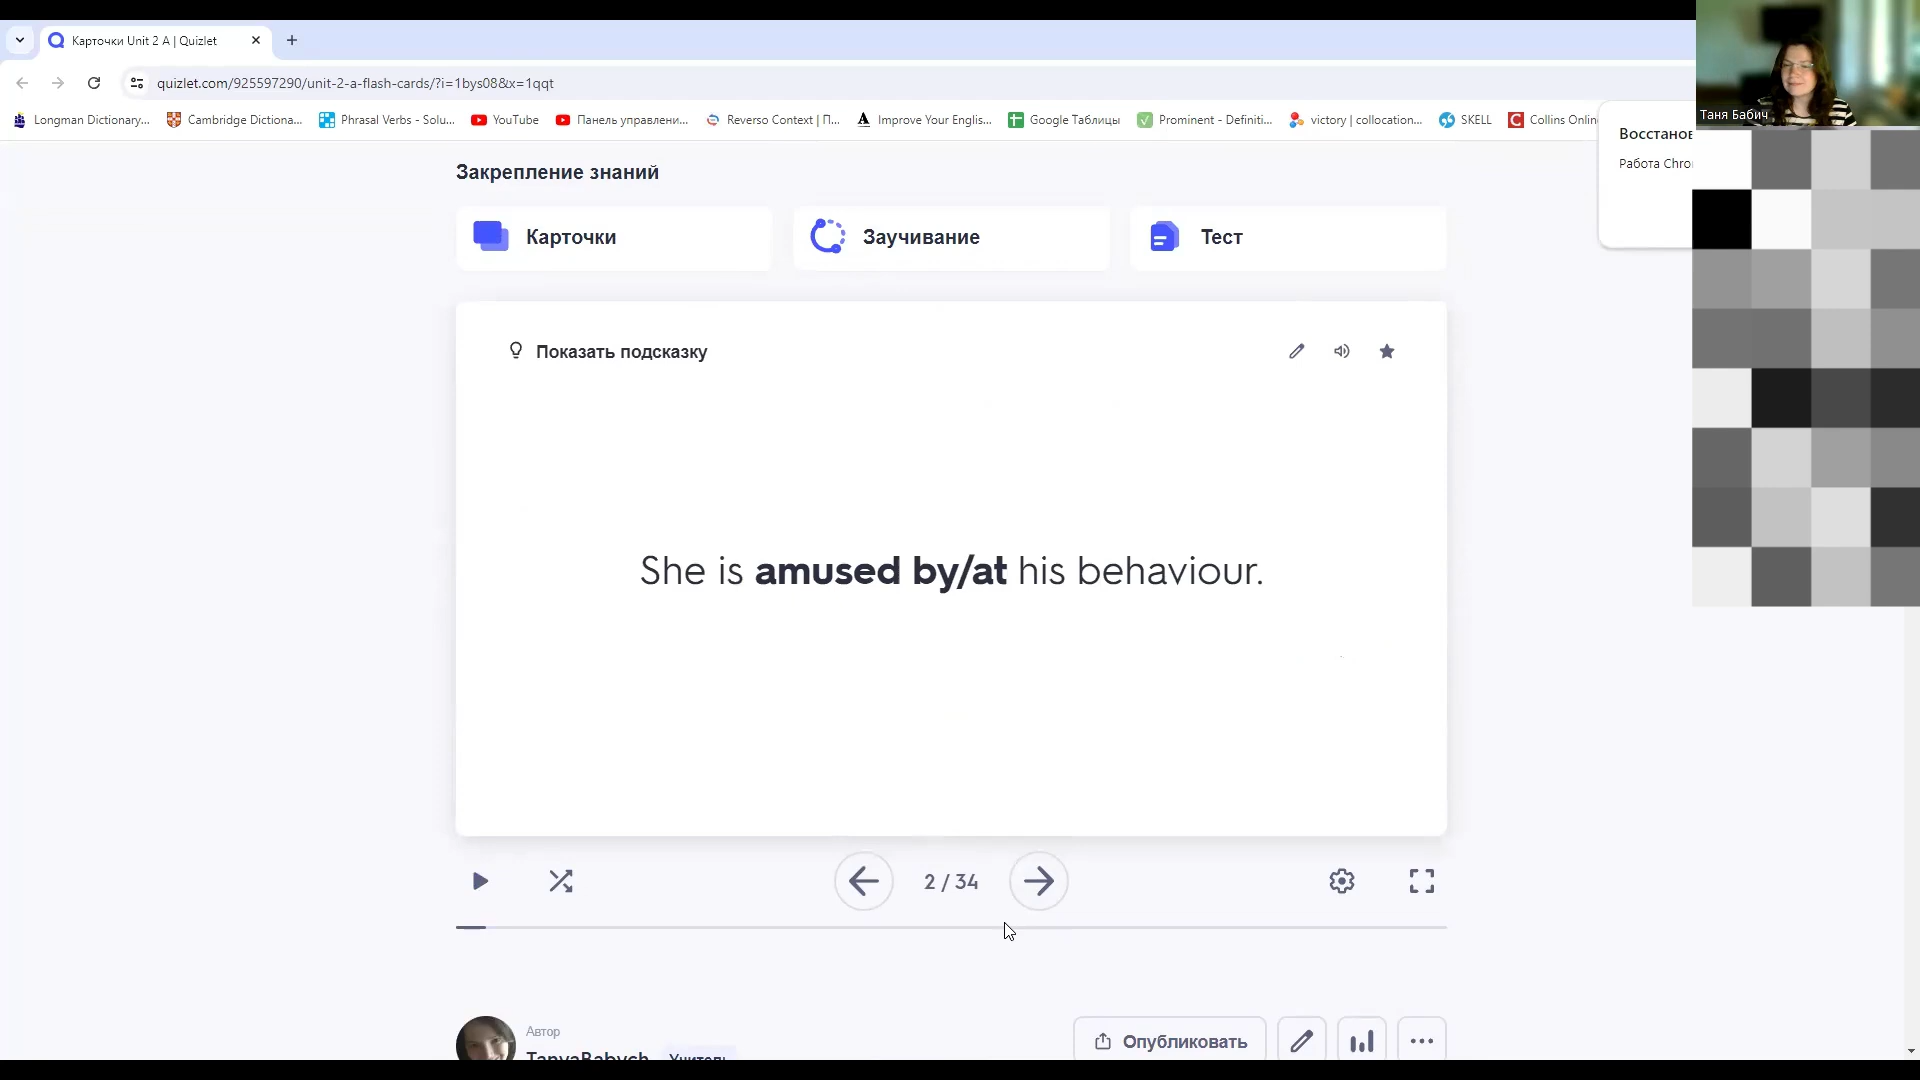 Карточки Unit 2 A | Quizlet
quizlet.com/925597290/unit-2-a-flash-cards/?i=1bys08&x=1qqt
Longman Dictionary... Cambridge Dictiona... Phrasal Verbs - Solu... YouTube Панель управлени... Reverso Context | П... Improve Your Englis... Google Таблицы Prominent - Definiti... victory | collocation... SKELL Collins Onlin
Таня Бабич
Восстанов
Работа Chro
Закрепление знаний
Карточки Заучивание Тест
Показать подсказку
She is amused by/at his behaviour.
2 / 34
Автор
TanyaBabych Учитель
Опубликовать